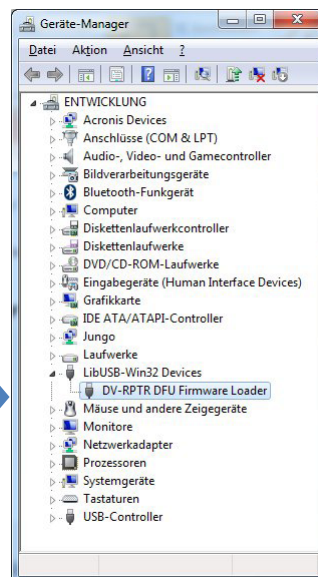 Geräte-Manager
Datei Aktion Ansicht ?
ENTWICKLUNG
Acronis Devices
Anschlüsse (COM & LPT)
Audio-, Video- und Gamecontroller
Bildverarbeitungsgeräte
Bluetooth-Funkgerät
Computer
Diskettenlaufwerkcontroller
Diskettenlaufwerke
DVD/CD-ROM-Laufwerke
Eingabegeräte (Human Interface Devices)
Grafikkarte
IDE ATA/ATAPI-Controller
Jungo
Laufwerke
LibUSB-Win32 Devices
DV-RPTR DFU Firmware Loader
Mäuse und andere Zeigegeräte
Monitore
Netzwerkadapter
Prozessoren
Systemgeräte
Tastaturen
USB-Controller